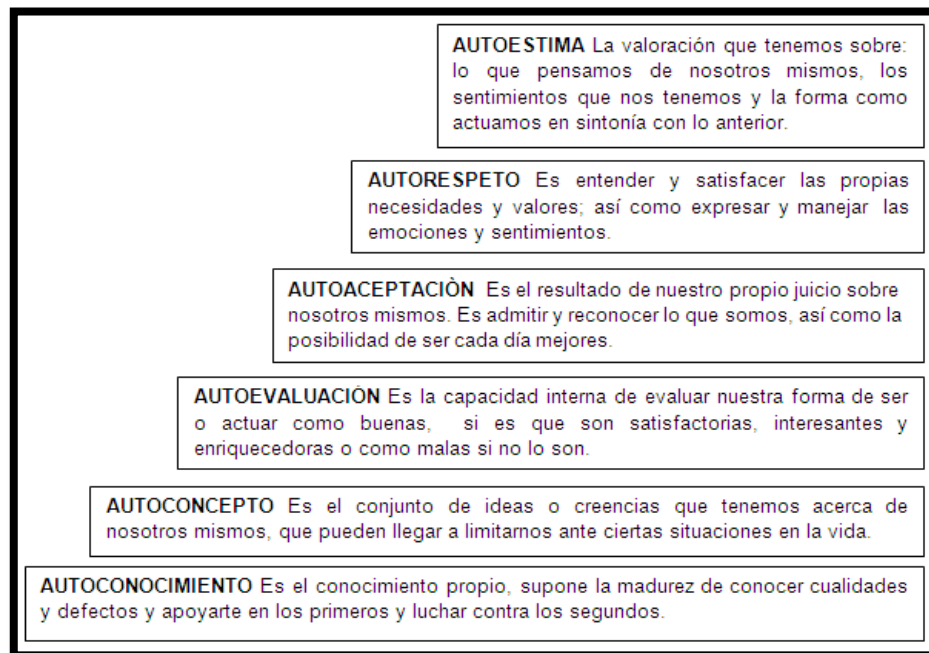 AUTOESTIMA La valoración que tenemos sobre:
lo que pensamos de nosotros mismos, los
sentimientos que nos tenemos y la forma como
actuamos en sintonía con lo anterior.
AUTORESPETO Es entender y satisfacer las propias
necesidades y valores; así como expresar y manejar las
emociones y sentimientos.
AUTOACEPTACIÒN Es el resultado de nuestro propio juicio sobre
nosotros mismos. Es admitir y reconocer lo que somos, así como la
posibilidad de ser cada día mejores.
AUTOEVALUACIÓN Es la capacidad interna de evaluar nuestra forma de ser
o actuar como buenas, si es que son satisfactorias, interesantes y
enriquecedoras o como malas si no lo son.
AUTOCONCEPTO Es el conjunto de ideas o creencias que tenemos acerca de
nosotros mismos, que pueden llegar a limitarnos ante ciertas situaciones en la vida.
AUTOCONOCIMIENTO Es el conocimiento propio, supone la madurez de conocer cualidades
y defectos y apoyarte en los primeros y luchar contra los segundos.